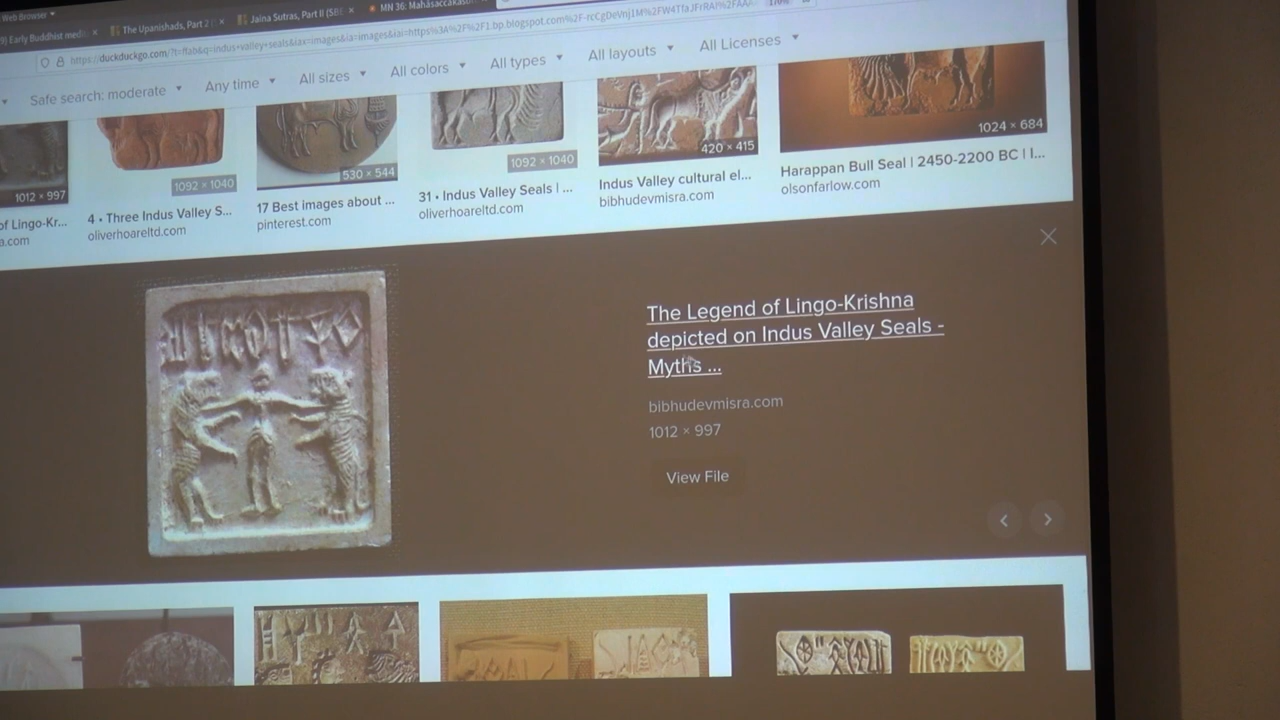 Web Browser
Early Buddhist med
The Upanishads, Part 2 (
Jaina Sutras, Part II (SBE
MN 36: Mahāsaccakasu
Safe search: moderate
Any time
All sizes
All colors
All types
All layouts
All Licenses
1012 × 997
1092 × 1040
530 × 544
1092 × 1040
420 × 415
1024 × 684
of Lingo-Kr...
a.com
4 • Three Indus Valley S...
oliverhoareltd.com
17 Best images about ...
pinterest.com
31 • Indus Valley Seals | ...
oliverhoareltd.com
Indus Valley cultural el...
bibhudevmisra.com
Harappan Bull Seal | 2450-2200 BC | I...
olsonfarlow.com
The Legend of Lingo-Krishna
depicted on Indus Valley Seals -
Myths ...
bibhudevmisra.com
1012 × 997
View File